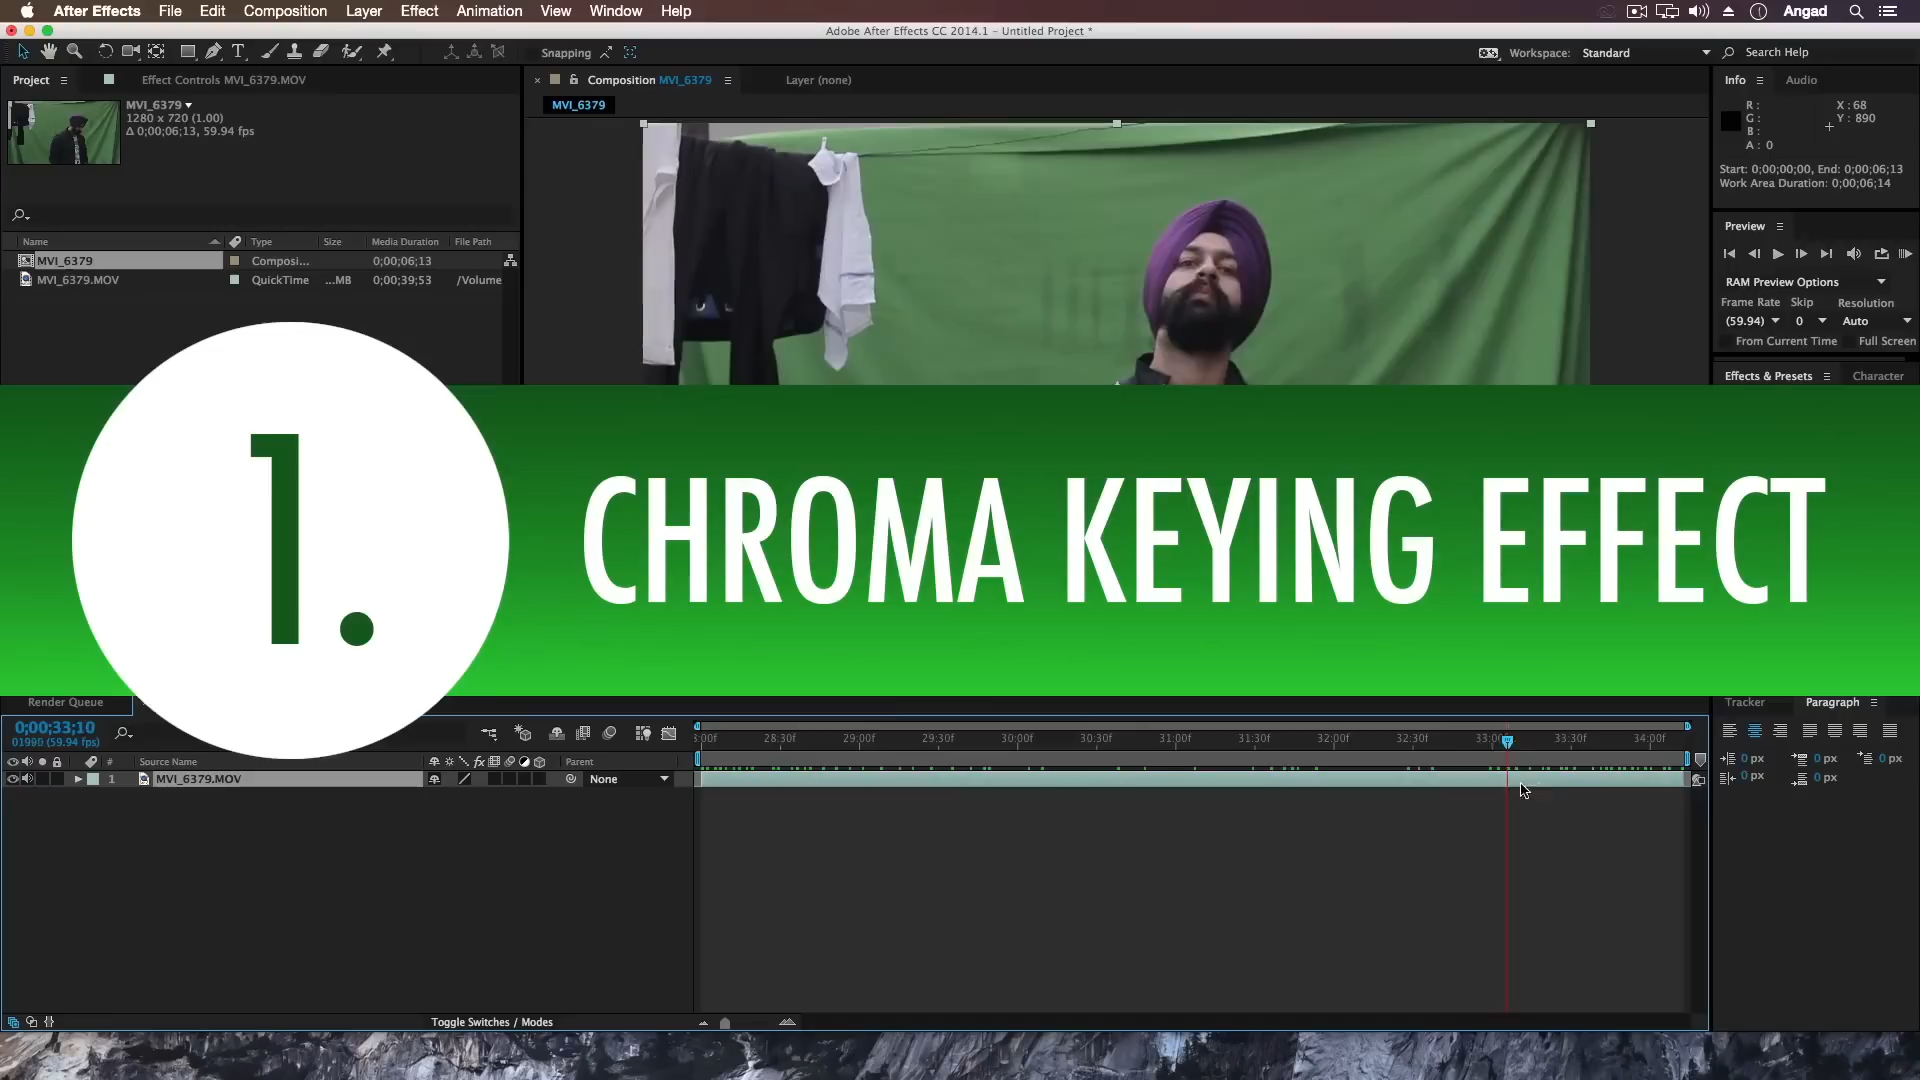 After Effects File Edit Composition Layer Effect Animation View Window Help Angad
Adobe After Effects CC 2014.1 - Untitled Project *
Snapping Workspace: Standard Search Help
Project Effect Controls MVI_6379.MOV
Composition MVI_6379 Layer (none)
Info Audio
MVI_6379
1280 x 720 (1.00)
Δ 0;00;06;13, 59.94 fps
MVI_6379
R: X: 68
G: Y: 890
B:
A: 0
Start: 0;00;00;00, End: 0;00;06;13
Work Area Duration: 0;00;06;14
Preview
Name Type Size Media Duration File Path
MVI_6379 Composi... 0;00;06;13
MVI_6379.MOV QuickTime ...MB 0;00;39;53 /Volume
RAM Preview Options
Frame Rate Skip Resolution
(59.94) 0 Auto
From Current Time Full Screen
Effects & Presets Character
1. CHROMA KEYING EFFECT
Render Queue
Tracker Paragraph
0;00;33;10
01990 (59.94 fps)
:00f 28:30f 29:00f 29:30f 30:00f 30:30f 31:00f 31:30f 32:00f 32:30f 33:0 33:30f 34:00f
# Source Name fx Parent
1 MVI_6379.MOV None
0 px 0 px 0 px
0 px 0 px
Toggle Switches / Modes